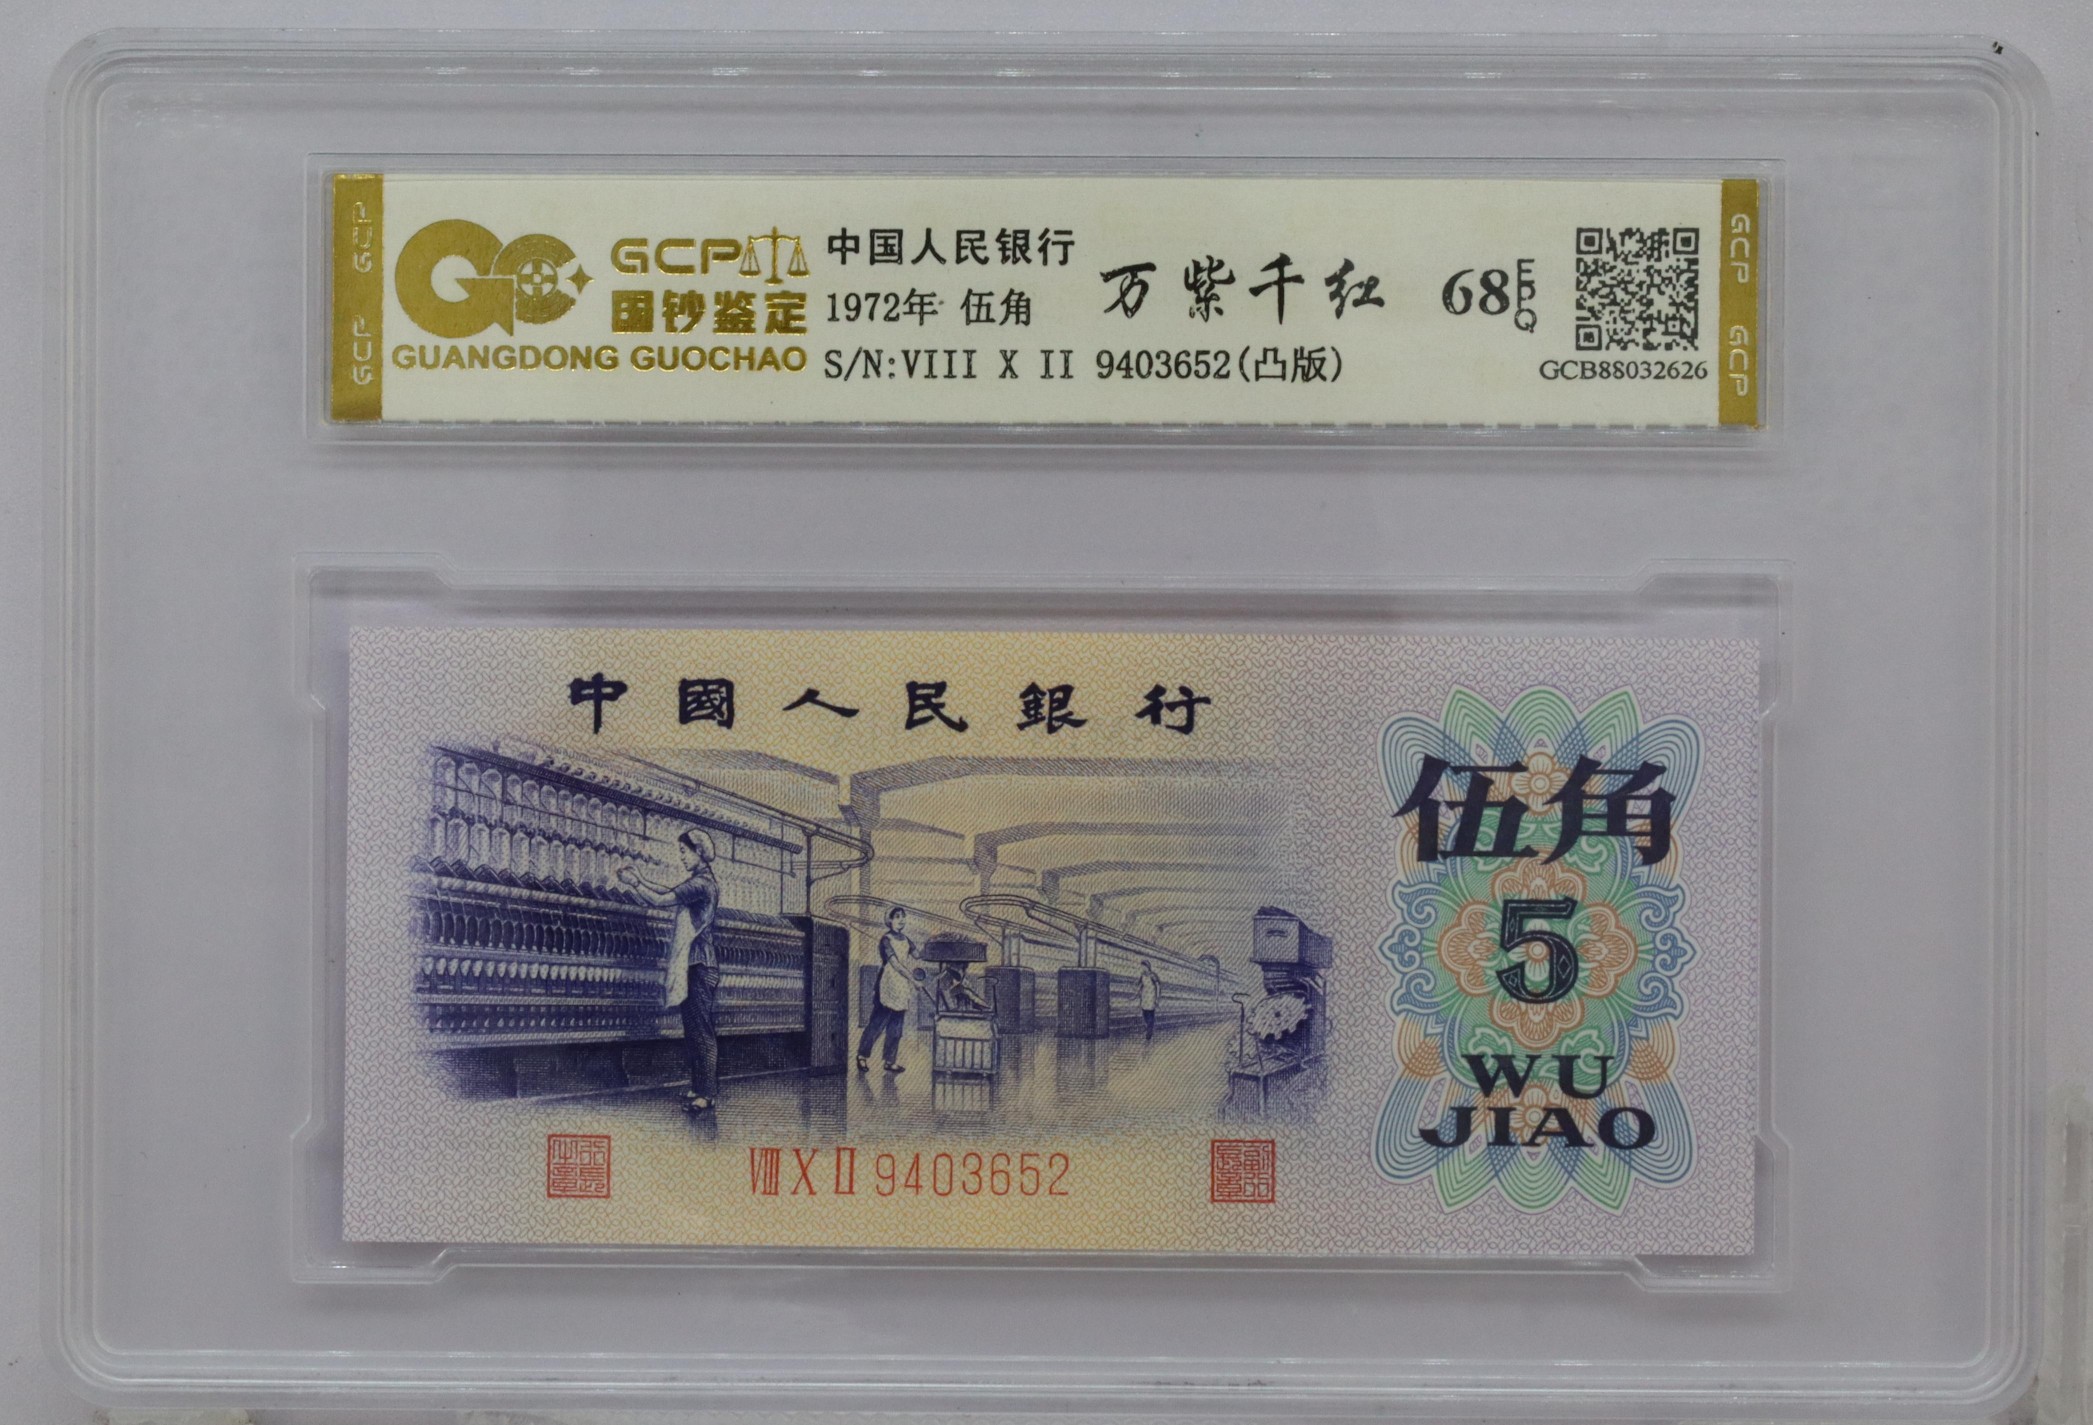 GCP
GCP
GCP
国钞鉴定
GUANGDONG GUOCHAO
中国人民银行
1972年 伍角
S/N:VIII X II 9403652(凸版)
万紫千红
68
EPQ
GCB88032626
GCP
GCP
中國人民銀行
伍角
5
WU
JIAO
VIII X II 9403652